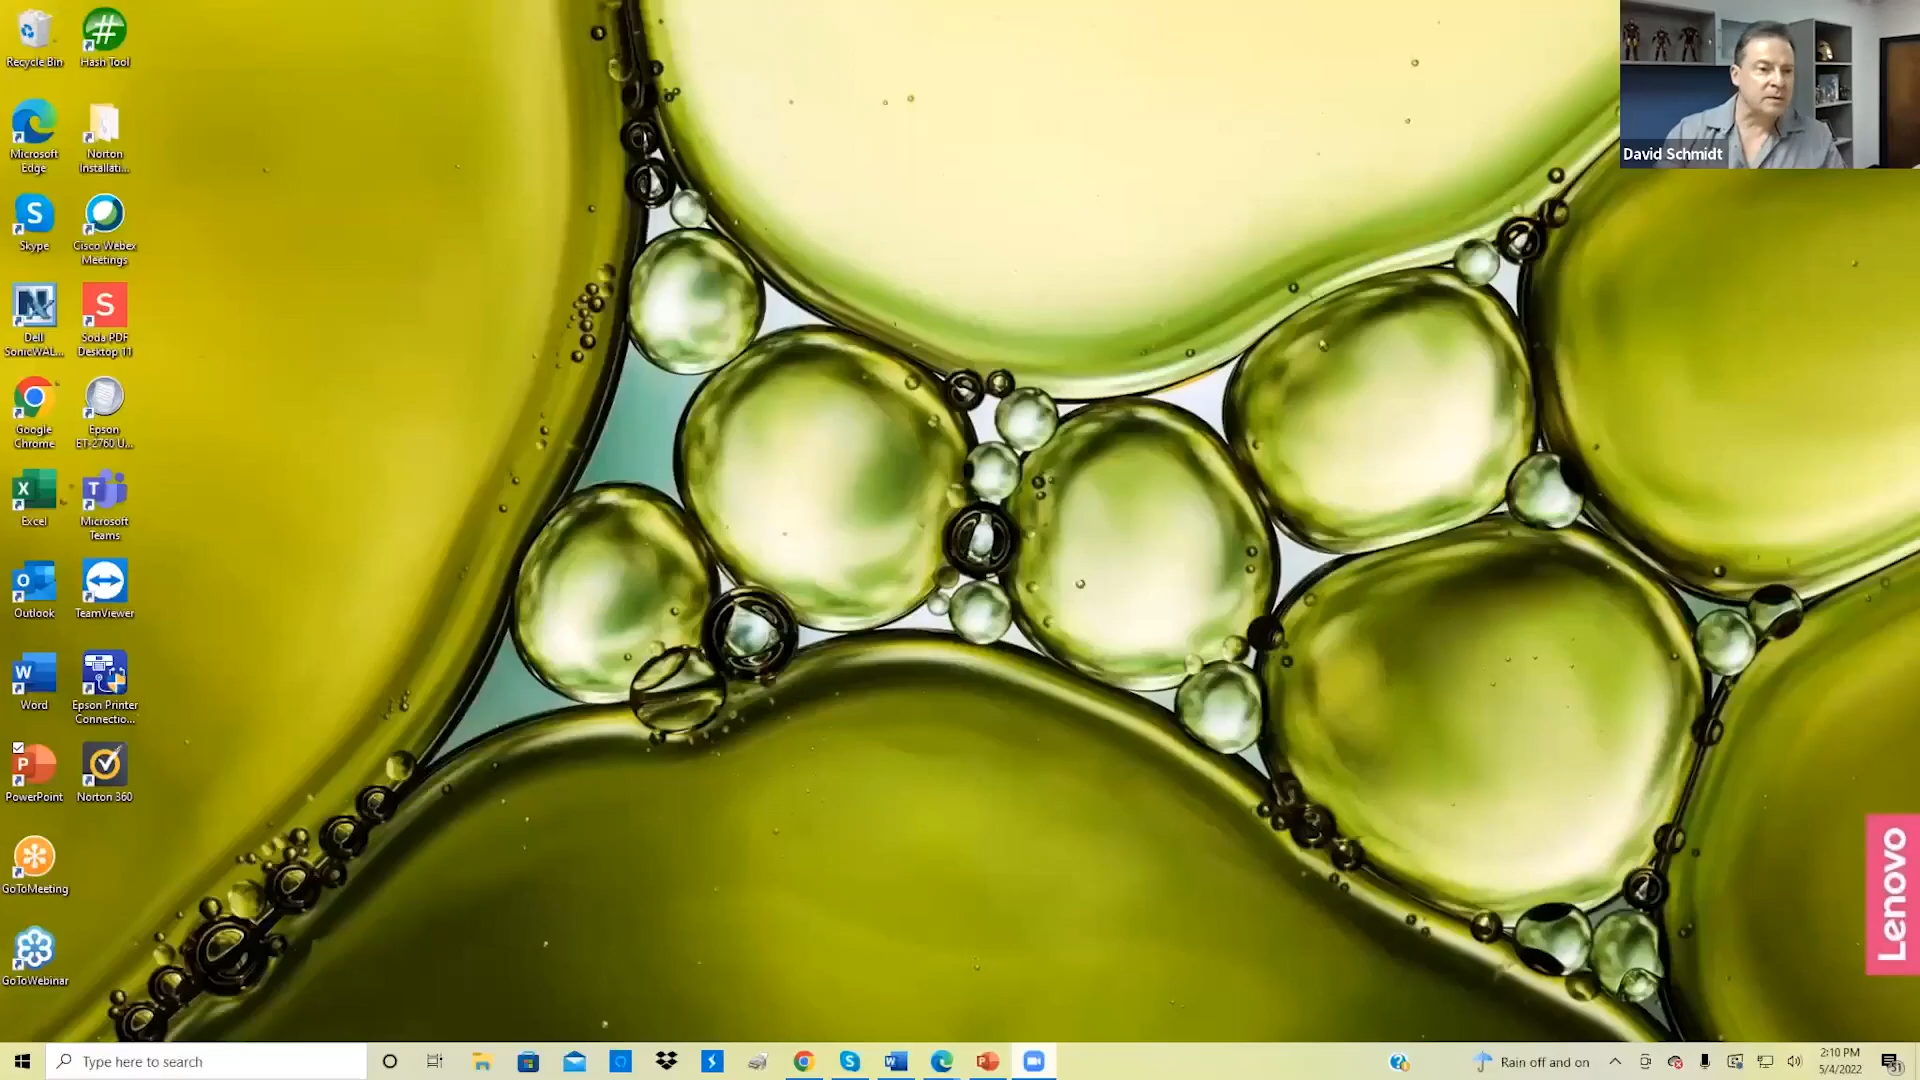 Recycle Bin
Hash Tool
Microsoft
Edge
Norton
Installati...
Skype
Cisco Webex
Meetings
Dell
SonicWAL...
Soda PDF
Desktop 11
Google
Chrome
Epson
ET-2760 U...
Excel
Microsoft
Teams
Outlook
TeamViewer
Word
Epson Printer
Connectio...
PowerPoint
Norton 360
GoToMeeting
GoToWebinar
David Schmidt
Lenovo
Type here to search
Rain off and on
2:10 PM
5/4/2022
51